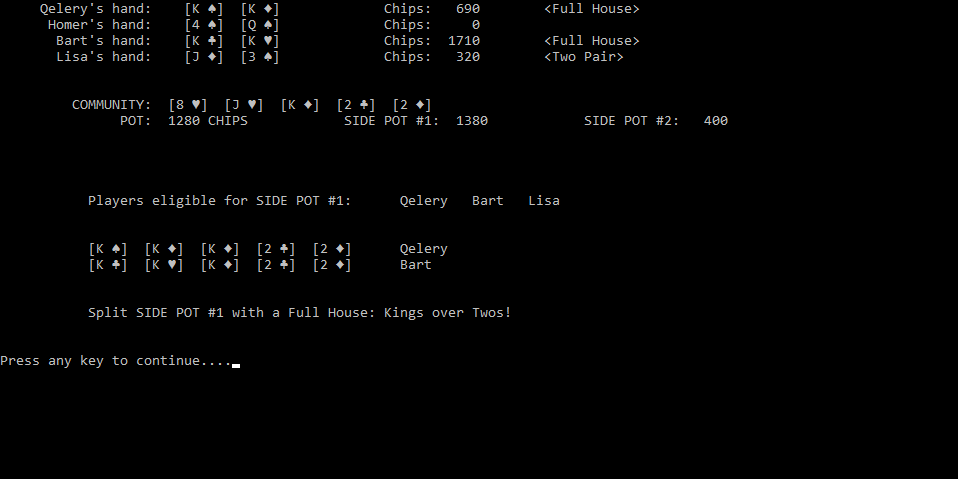 Qelery's hand: [K ♠] [K ♦] Chips: 690 <Full House>
Homer's hand: [4 ♠] [Q ♠] Chips: 0
Bart's hand: [K ♣] [K ♥] Chips: 1710 <Full House>
Lisa's hand: [J ♦] [3 ♠] Chips: 320 <Two Pair>
COMMUNITY: [8 ♥] [J ♥] [K ♦] [2 ♣] [2 ♦]
POT: 1280 CHIPS SIDE POT #1: 1380 SIDE POT #2: 400
Players eligible for SIDE POT #1: Qelery Bart Lisa
[K ♠] [K ♦] [K ♦] [2 ♣] [2 ♦] Qelery
[K ♣] [K ♥] [K ♦] [2 ♣] [2 ♦] Bart
Split SIDE POT #1 with a Full House: Kings over Twos!
Press any key to continue....